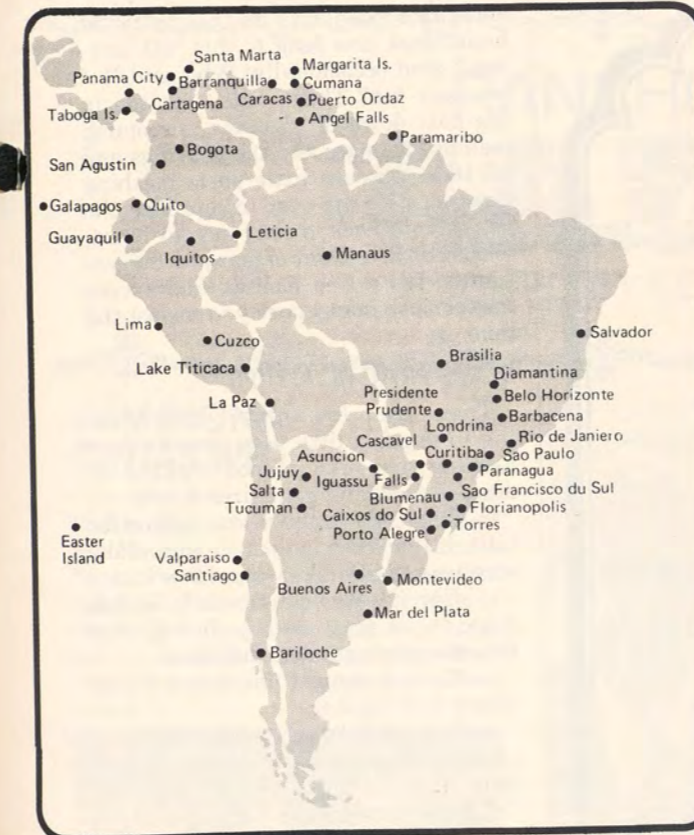 Santa Marta
Margarita Is.
Panama City
Barranquilla
Cumana
Cartagena
Caracas
Puerto Ordaz
Taboga Is.
Angel Falls
Paramaribo
Bogota
San Agustin
Galapagos
Quito
Guayaquil
Leticia
Iquitos
Manaus
Lima
Cuzco
Salvador
Lake Titicaca
Brasilia
Diamantina
La Paz
Presidente
Prudente
Belo Horizonte
Barbacena
Londrina
Cascavel
Rio de Janiero
Curitiba
Sao Paulo
Asuncion
Jujuy
Iguassu Falls
Paranagua
Salta
Blumenau
Sao Francisco du Sul
Tucuman
Caixos do Sul
Florianopolis
Porto Alegre
Torres
Easter
Island
Valparaiso
Santiago
Buenos Aires
Montevideo
Mar del Plata
Bariloche